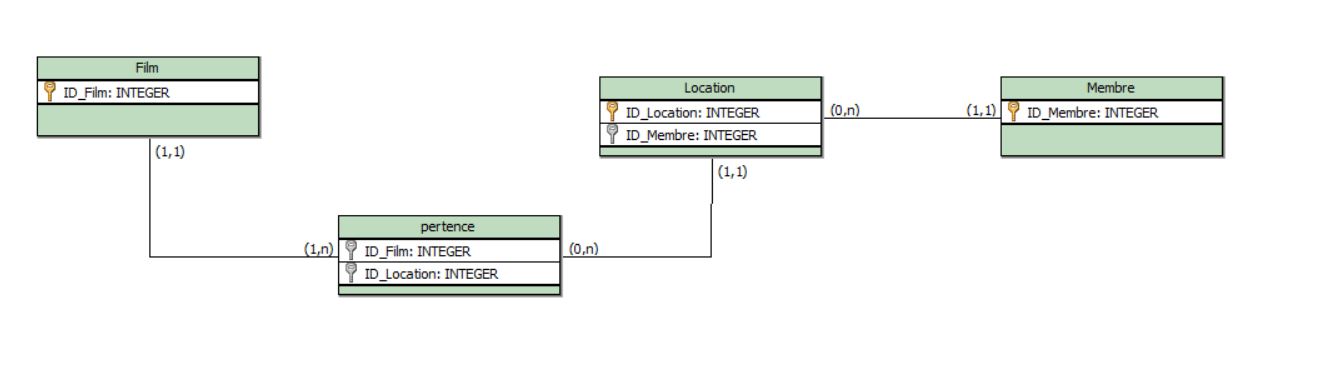 Film
ID_Film: INTEGER
(1,1)
Location
ID_Location: INTEGER
ID_Membre: INTEGER
(0,n)
(1,1)
Membre
ID_Membre: INTEGER
(1,1)
pertence
(1,n)
ID_Film: INTEGER
(0,n)
ID_Location: INTEGER